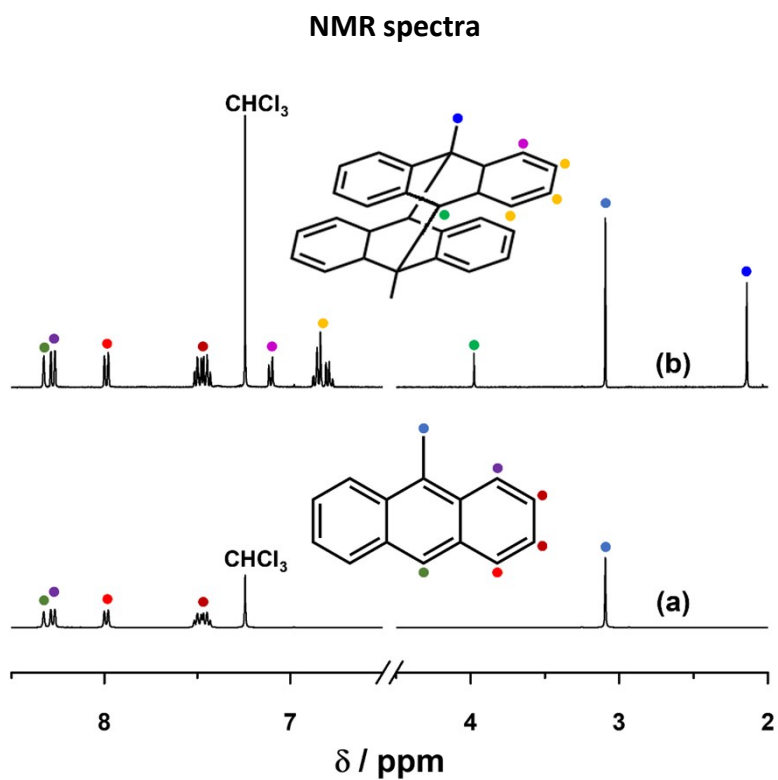 NMR spectra
CHCl₃
(b)
CHCl₃
(a)
8 7 4 3 2
δ / ppm